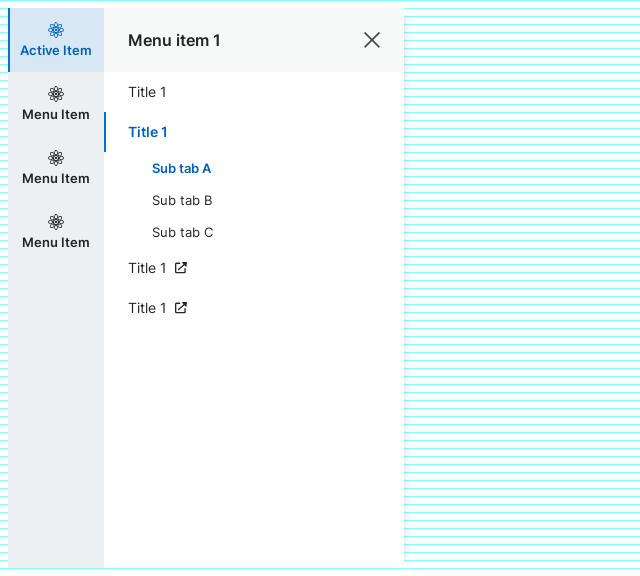 Active Item
Menu Item
Menu Item
Menu Item
Menu item 1
Title 1
Title 1
Sub tab A
Sub tab B
Sub tab C
Title 1
Title 1